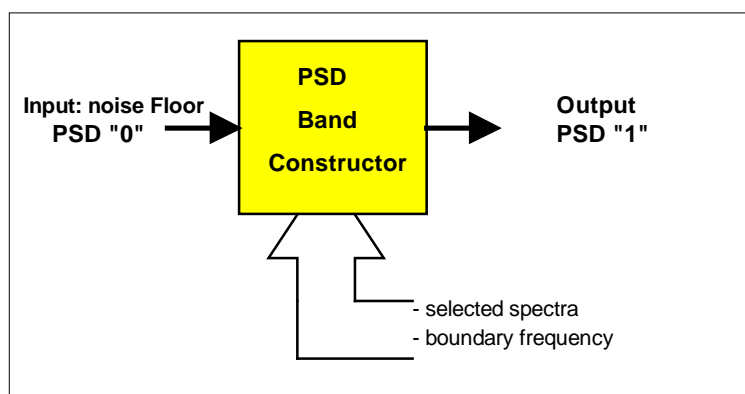 Input: noise Floor
PSD "0"
PSD
Band
Constructor
Output
PSD "1"
- selected spectra
- boundary frequency